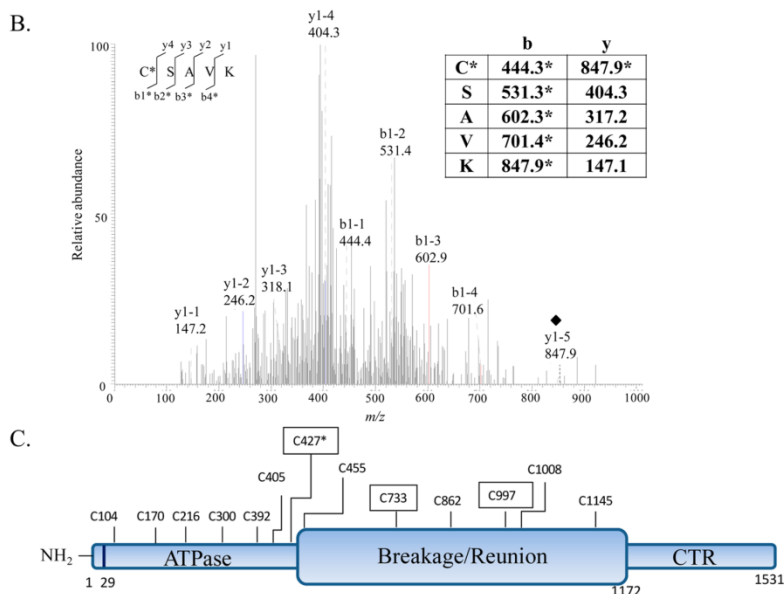 B.
100
50
0
Relative abundance
y4 y3 y2 y1
C* S A V K
b1* b2* b3* b4*
y1-4
404.3
b1-2
531.4
b1-1
444.4
b1-3
602.9
y1-3
318.1
y1-2
246.2
y1-1
147.2
b1-4
701.6
◆
y1-5
847.9
0 100 200 300 400 500 600 700 800 900 1000
m/z
b y
C* 444.3* 847.9*
S 531.3* 404.3
A 602.3* 317.2
V 701.4* 246.2
K 847.9* 147.1
C.
C427*
C405 C455 C1008
C104 C170 C216 C300 C392 C733 C862 C997 C1145
NH2 ATPase Breakage/Reunion CTR
1 29 1172 1531